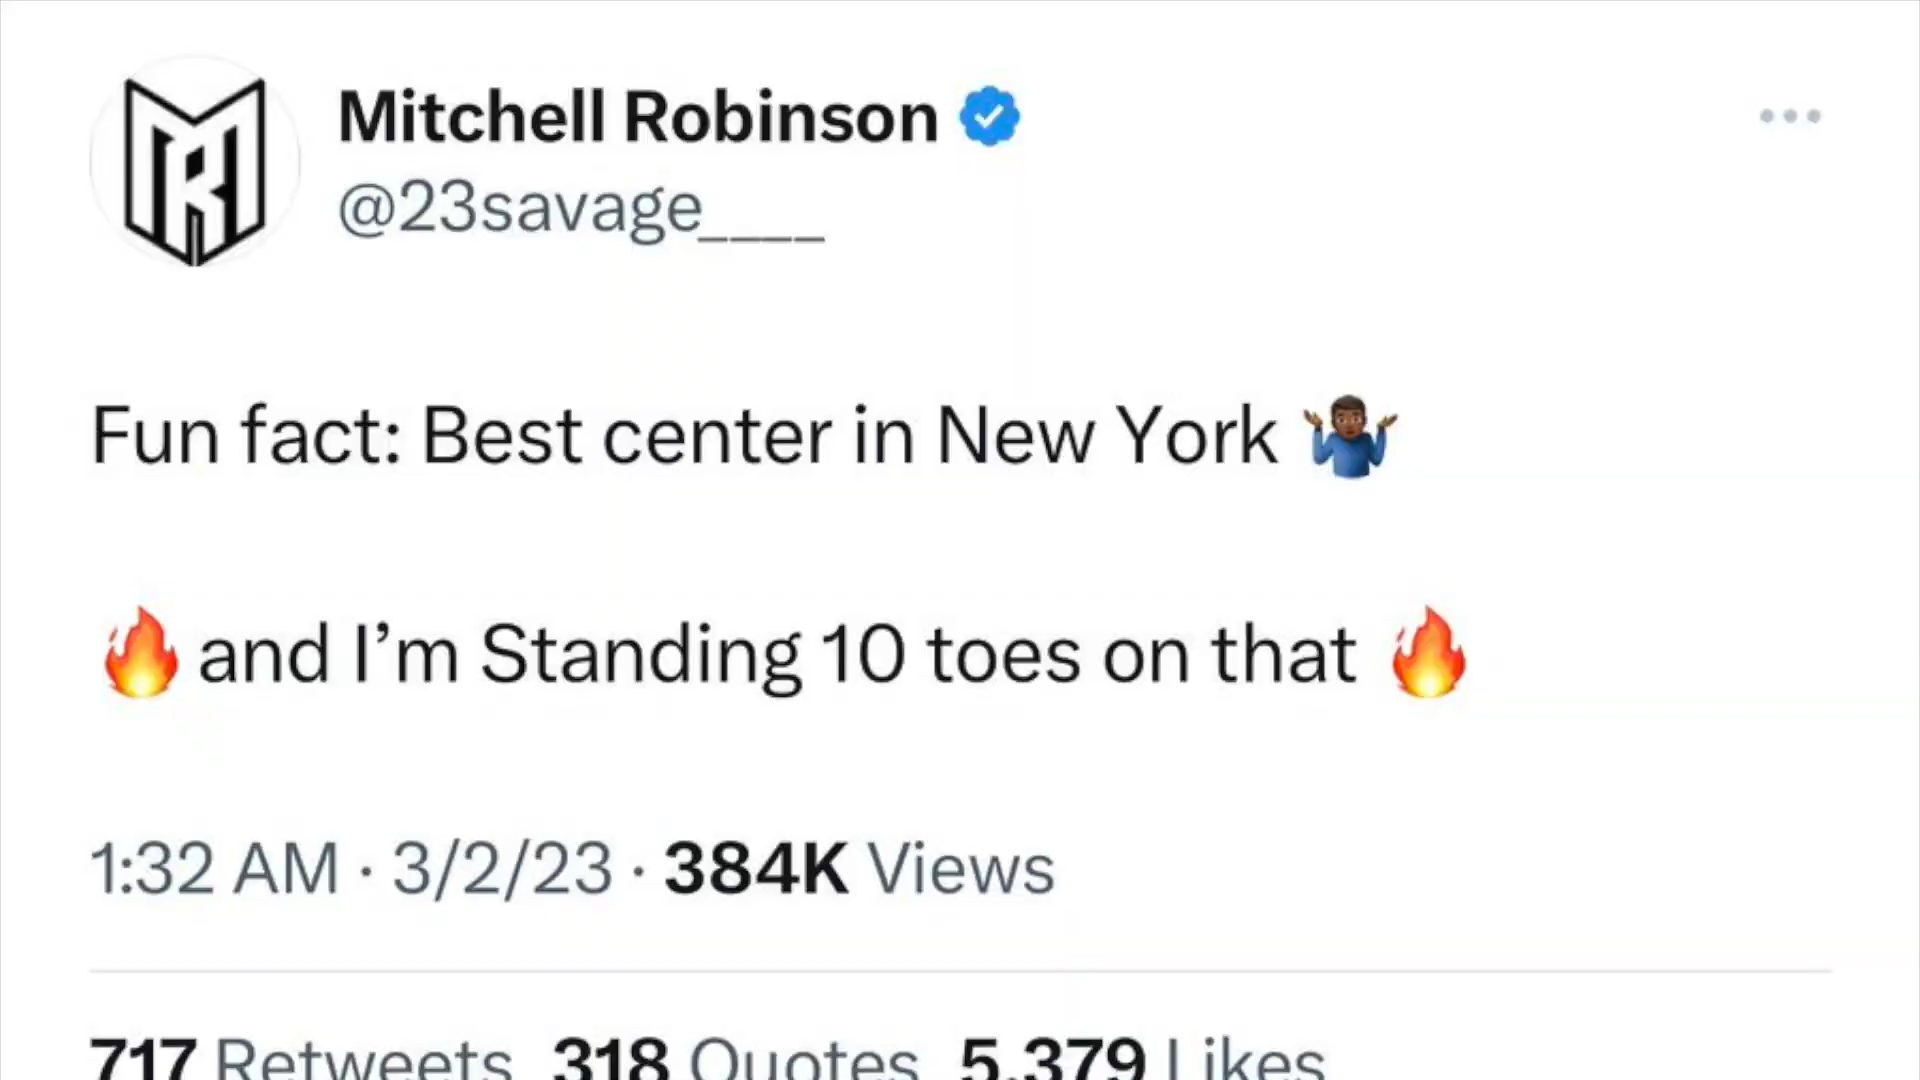 Mitchell Robinson
@23savage____
Fun fact: Best center in New York 🤷🏾‍♂️
🔥 and I’m Standing 10 toes on that 🔥
1:32 AM · 3/2/23 · 384K Views
717 Retweets 318 Quotes 5,379 Likes